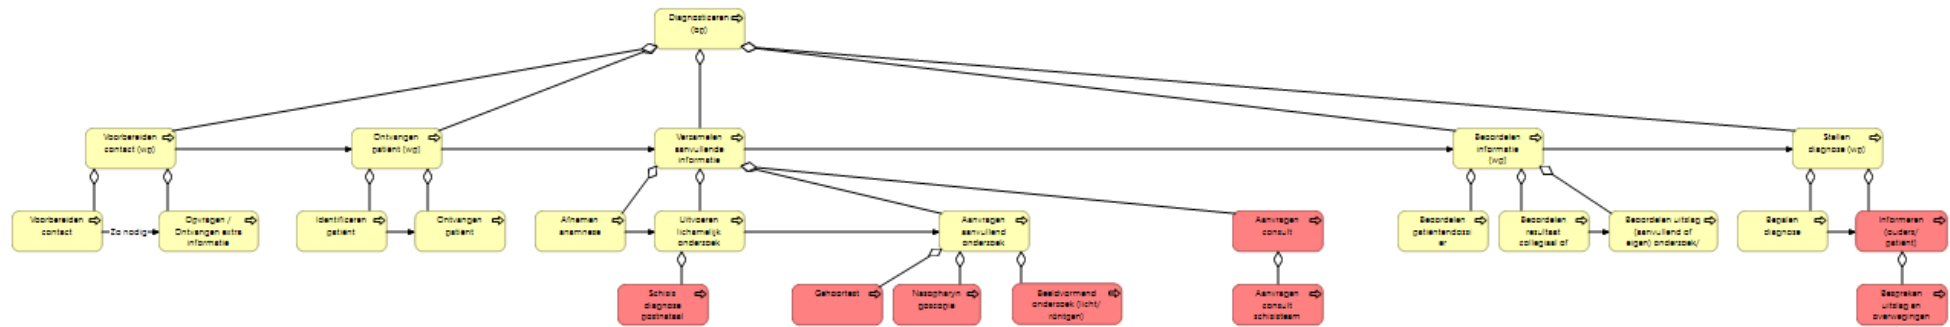 Diagnosticeren
(bp)
Voorbereiden
contact (wp)
Ontvangen
patiënt (wp)
Verzamelen
aanvullende
informatie
Beoordelen
informatie
(wp)
Stellen
diagnose (wp)
Voorbereiden
contact
Zo nodig
Opvragen /
Ontvangen extra
informatie
Identificeren
patiënt
Ontvangen
patiënt
Afnemen
anamnese
Uitvoeren
lichamelijk
onderzoek
Aanvragen
aanvullend
onderzoek
Aanvragen
consult
Beoordelen
patiëntendossi
er
Beoordelen
resultaat
collegiaal of
Beoordelen uitslag
(aanvullend of
eigen) onderzoek/
Bepalen
diagnose
Informeren
(ouders/
patiënt)
Schisis
diagnose
postnataal
Gehoortest
Nasopharyn
goscopie
Beeldvormend
onderzoek (licht/
röntgen)
Aanvragen
consult
schisisteam
Bespreken
uitslag en
overwegingen